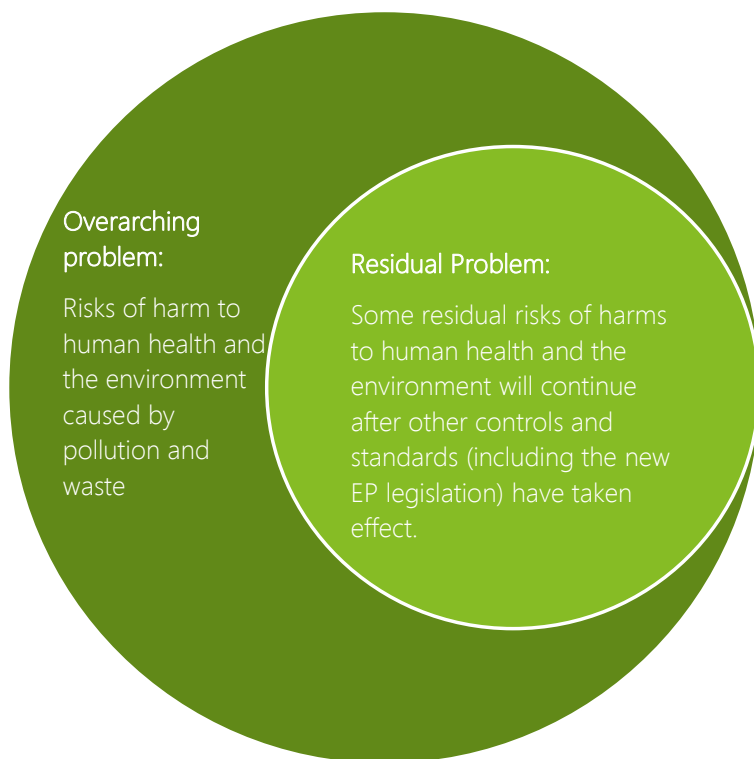 Overarching
problem:
Risks of harm to
human health and
the environment
caused by
pollution and
waste
Residual Problem:
Some residual risks of harms
to human health and the
environment will continue
after other controls and
standards (including the new
EP legislation) have taken
effect.